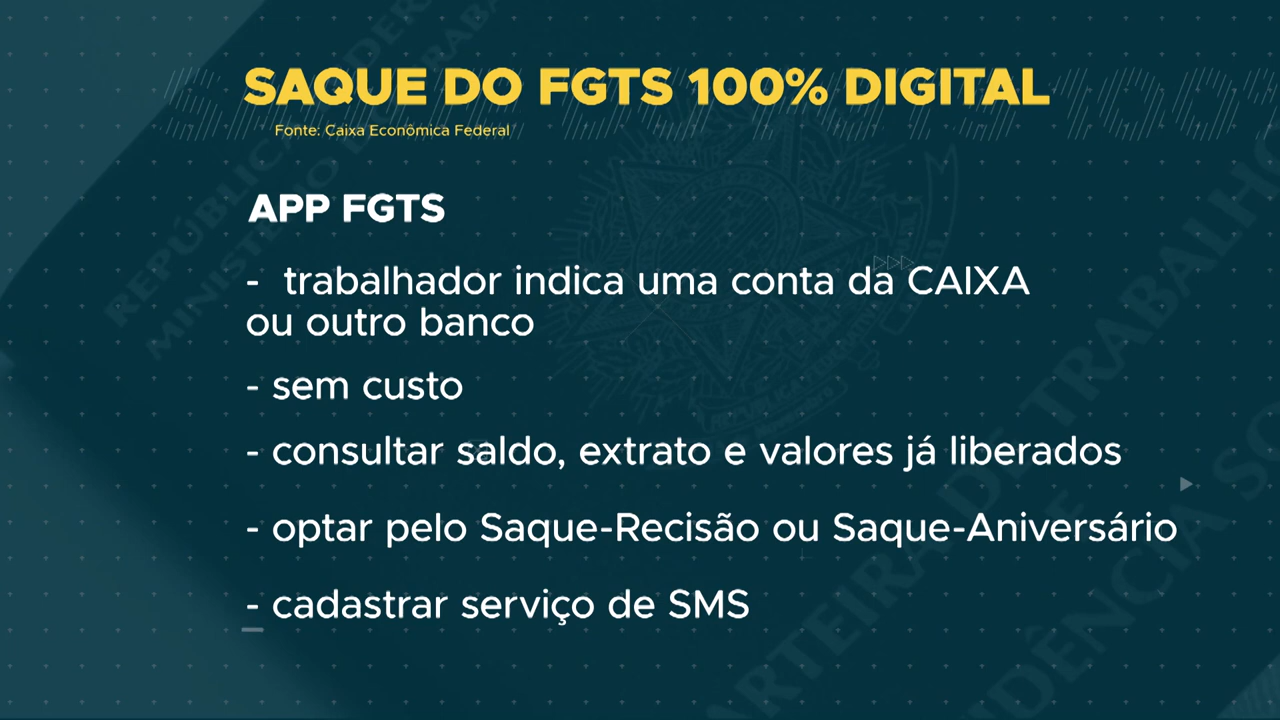 SAQUE DO FGTS 100% DIGITAL
Fonte: Caixa Econômica Federal
APP FGTS
- trabalhador indica uma conta da CAIXA
ou outro banco
- sem custo
- consultar saldo, extrato e valores já liberados
- optar pelo Saque-Recisão ou Saque-Aniversário
- cadastrar serviço de SMS